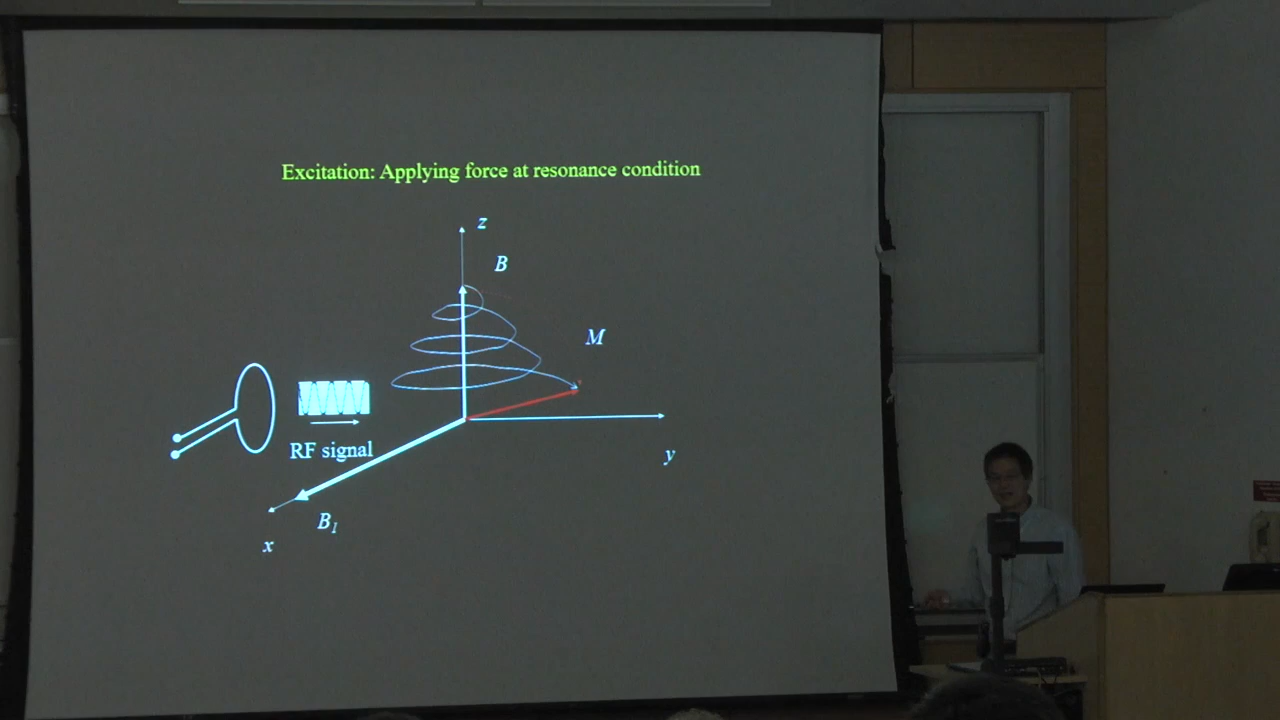 Excitation: Applying force at resonance condition
z
B
M
RF signal
y
B₁
x